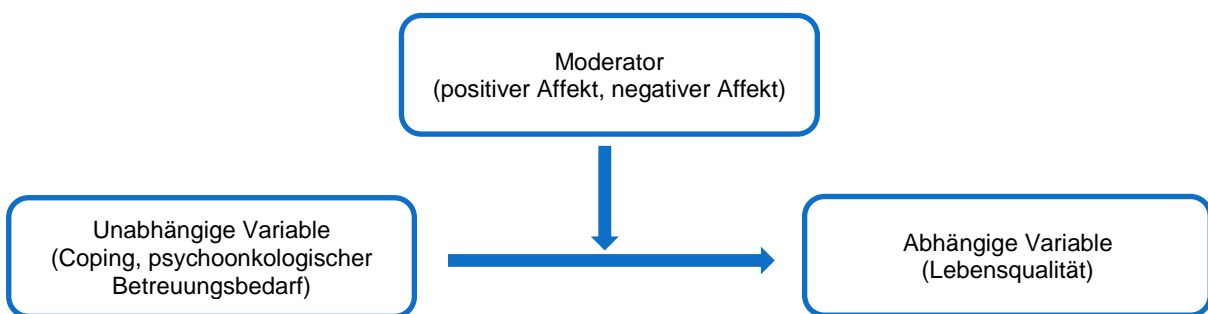 Moderator
(positiver Affekt, negativer Affekt)
Unabhängige Variable
(Coping, psychoonkologischer
Betreuungsbedarf)
Abhängige Variable
(Lebensqualität)